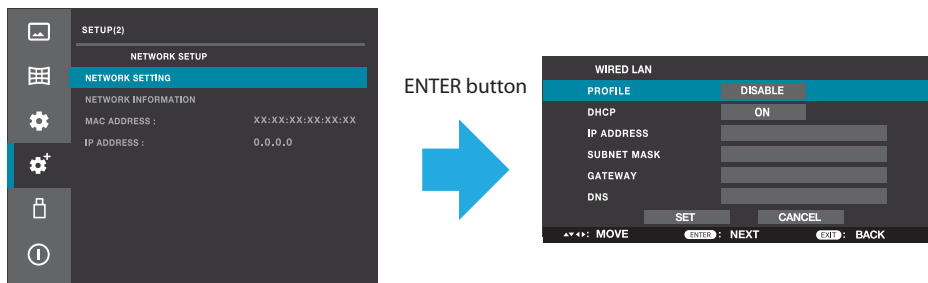 SETUP(2)
NETWORK SETUP
NETWORK SETTING
NETWORK INFORMATION
MAC ADDRESS : XX:XX:XX:XX:XX:XX
IP ADDRESS : 0.0.0.0
ENTER button
WIRED LAN
PROFILE DISABLE
DHCP ON
IP ADDRESS
SUBNET MASK
GATEWAY
DNS
SET CANCEL
▲▼◀▶: MOVE ENTER : NEXT EXIT : BACK